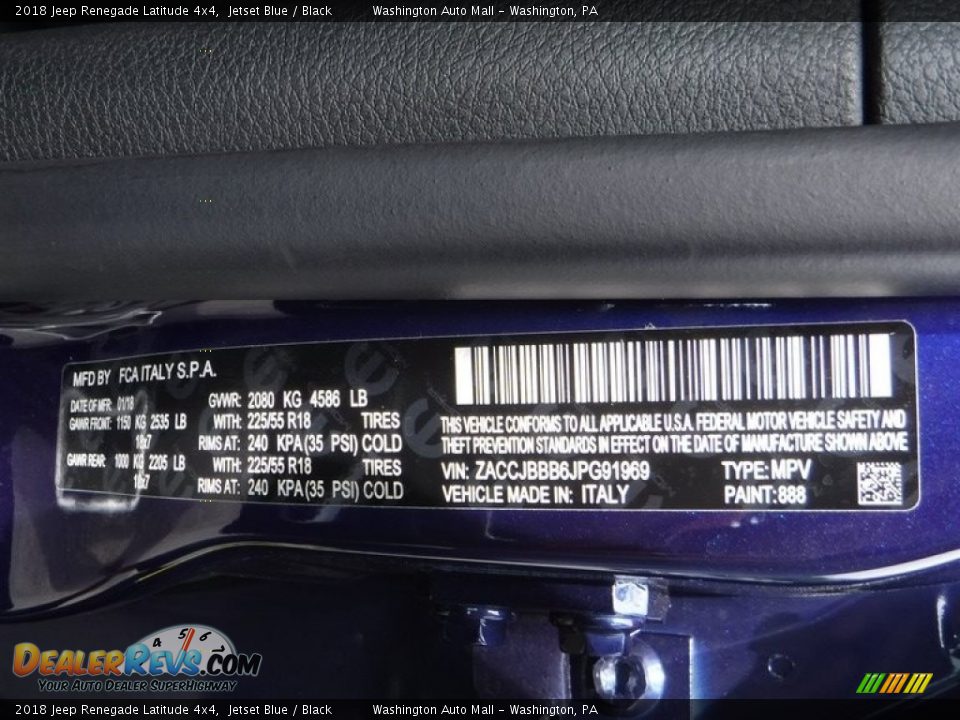 2018 Jeep Renegade Latitude 4x4, Jetset Blue / Black Washington Auto Mall - Washington, PA
MFD BY FCA ITALY S.P.A.
DATE OF MFR: 01/18
GAWR FRONT: 1150 KG 2535 LB
18x7
GAWR REAR: 1000 KG 2205 LB
18x7
GVWR: 2080 KG 4586 LB
WITH: 225/55 R18 TIRES
RIMS AT: 240 KPA(35 PSI) COLD
WITH: 225/55 R18 TIRES
RIMS AT: 240 KPA(35 PSI) COLD
THIS VEHICLE CONFORMS TO ALL APPLICABLE U.S.A. FEDERAL MOTOR VEHICLE SAFETY AND
THEFT PREVENTION STANDARDS IN EFFECT ON THE DATE OF MANUFACTURE SHOWN ABOVE
VIN: ZACCJBBB6JPG91969 TYPE: MPV
VEHICLE MADE IN: ITALY PAINT: 888
4 5 6
DEALERREVS.COM
YOUR AUTO DEALER SUPERHIGHWAY
2018 Jeep Renegade Latitude 4x4, Jetset Blue / Black Washington Auto Mall - Washington, PA